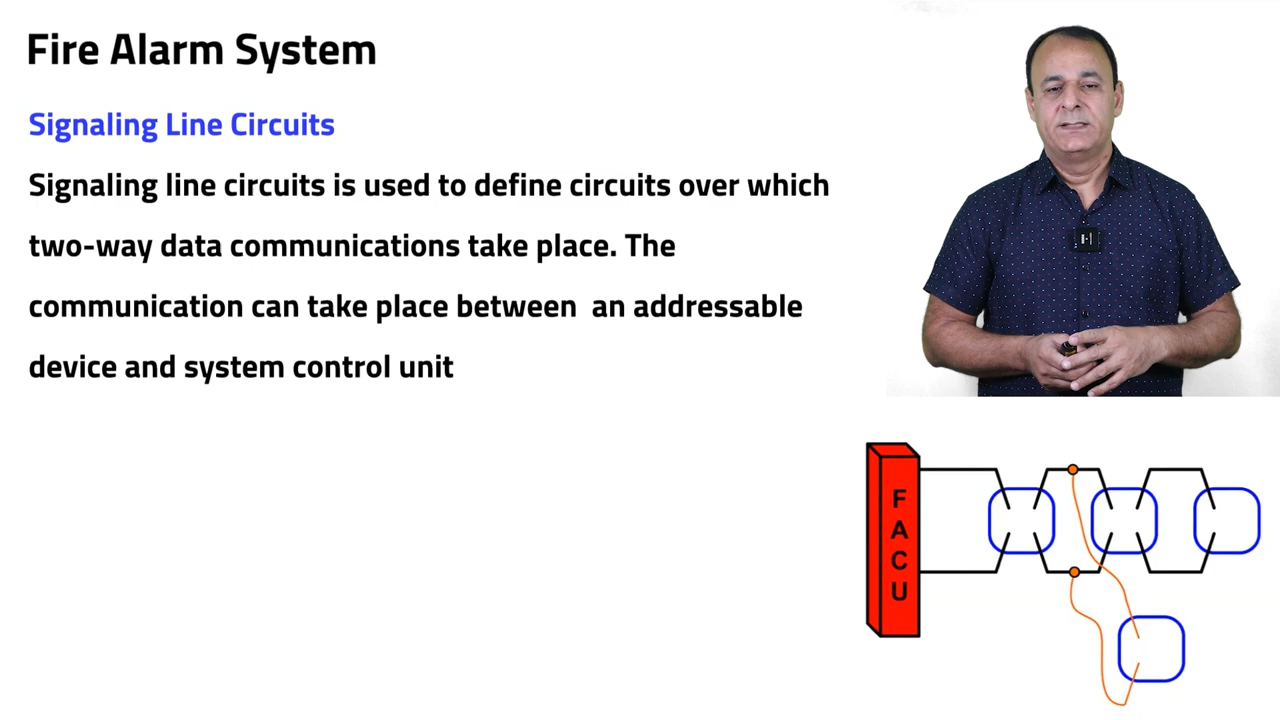 Fire Alarm System
Signaling Line Circuits
Signaling line circuits is used to define circuits over which
two-way data communications take place. The
communication can take place between  an addressable
device and system control unit
F
A
C
U